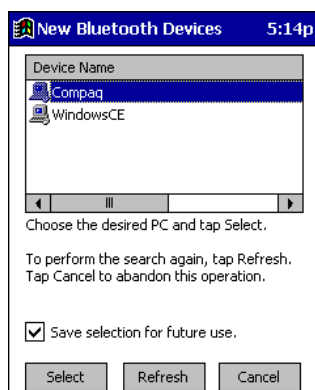 New Bluetooth Devices 5:14p
Device Name
Compaq
WindowsCE
Choose the desired PC and tap Select.
To perform the search again, tap Refresh.
Tap Cancel to abandon this operation.
Save selection for future use.
Select Refresh Cancel